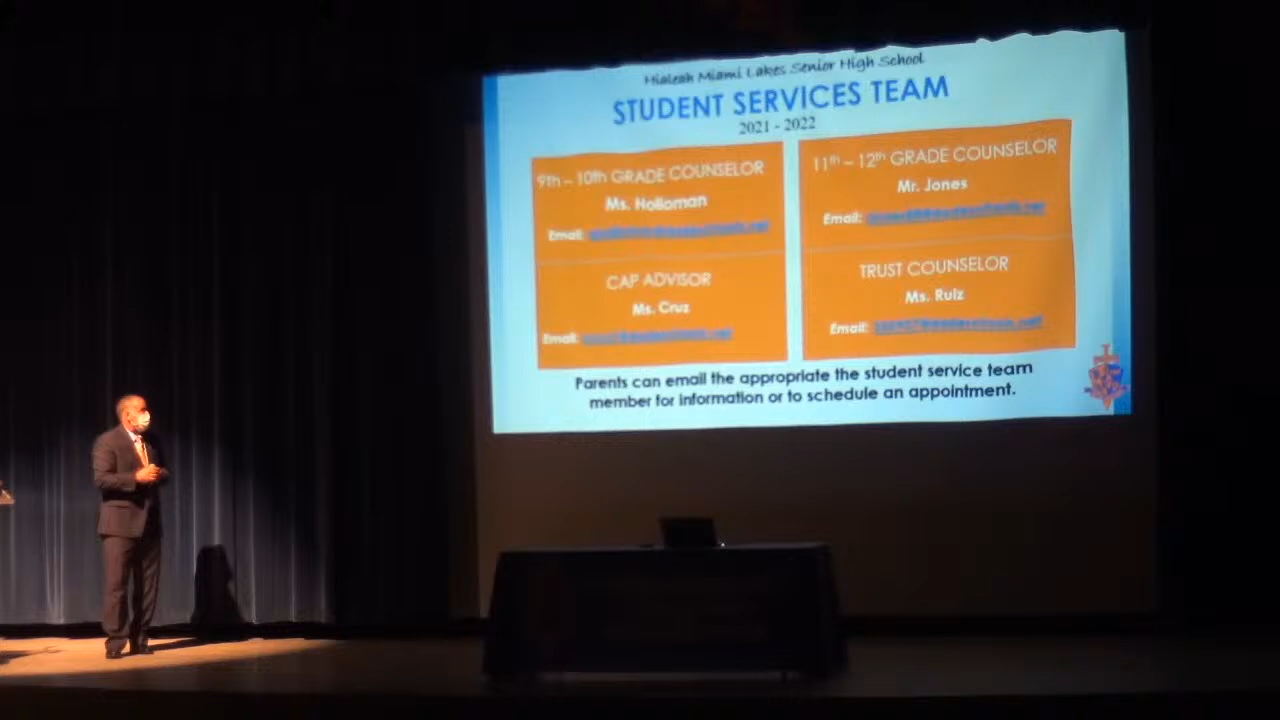 Hialeah Miami Lakes Senior High School
STUDENT SERVICES TEAM
2021 - 2022
9th – 10th GRADE COUNSELOR
Ms. Holloman
Email:
11th – 12th GRADE COUNSELOR
Mr. Jones
Email:
CAP ADVISOR
Ms. Cruz
Email:
TRUST COUNSELOR
Ms. Ruiz
Email:
Parents can email the appropriate the student service team
member for information or to schedule an appointment.